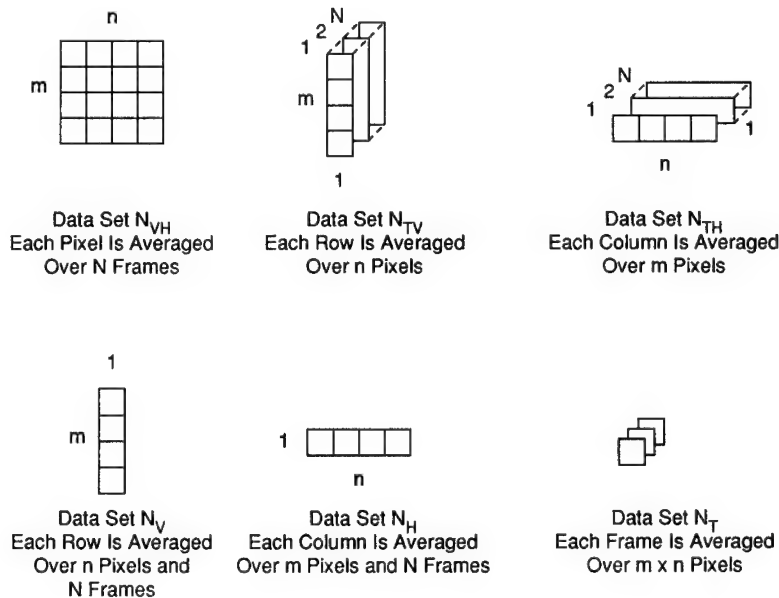 n
m
1 2 N
m
1
1 2 N
1
n
Data Set N_VH
Each Pixel Is Averaged
Over N Frames
Data Set N_TV
Each Row Is Averaged
Over n Pixels
Data Set N_TH
Each Column Is Averaged
Over m Pixels
1
m
1
n
Data Set N_V
Each Row Is Averaged
Over n Pixels and
N Frames
Data Set N_H
Each Column Is Averaged
Over m Pixels and N Frames
Data Set N_T
Each Frame Is Averaged
Over m x n Pixels